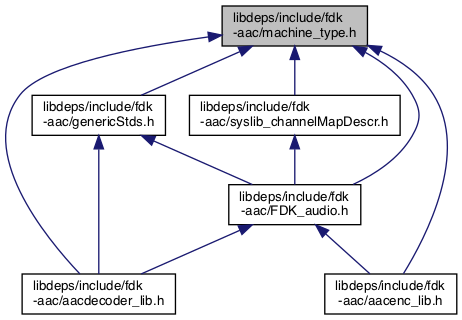 libdeps/include/fdk
-aac/machine_type.h
libdeps/include/fdk
-aac/genericStds.h
libdeps/include/fdk
-aac/syslib_channelMapDescr.h
libdeps/include/fdk
-aac/FDK_audio.h
libdeps/include/fdk
-aac/aacdecoder_lib.h
libdeps/include/fdk
-aac/aacenc_lib.h